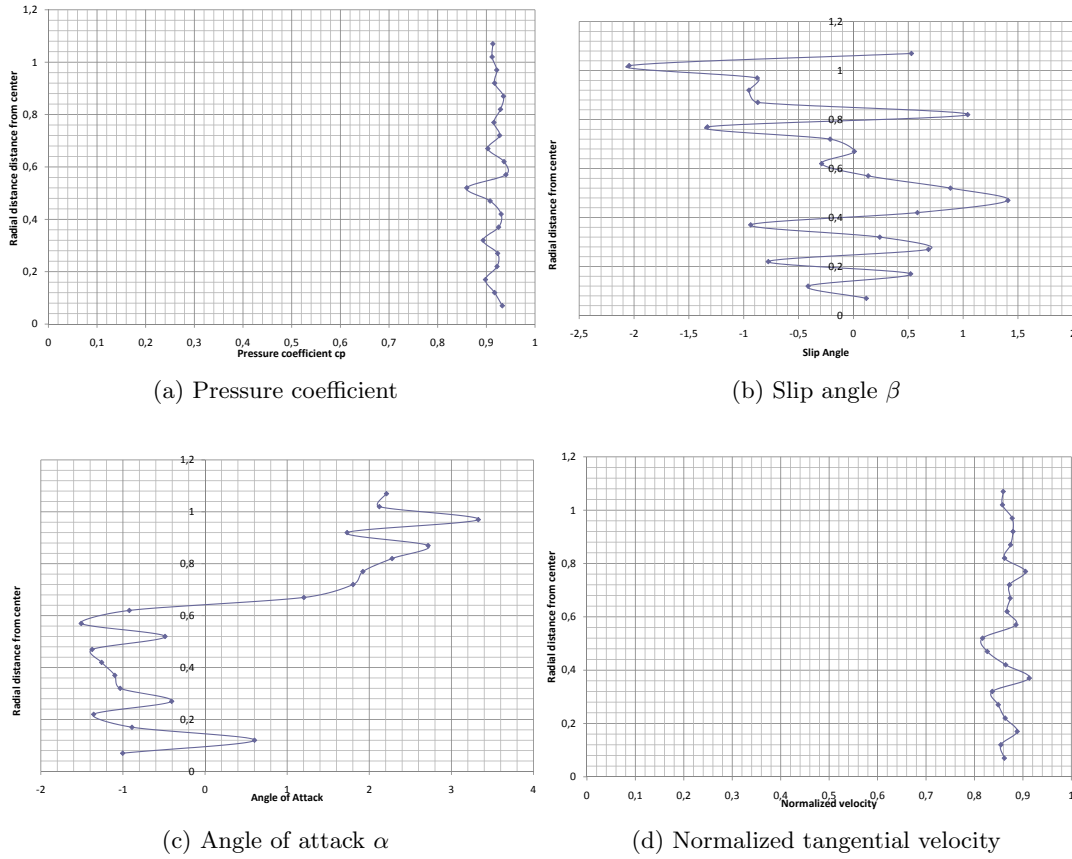 1,2
1
0,8
0,6
0,4
0,2
0
0 0,1 0,2 0,3 0,4 0,5 0,6 0,7 0,8 0,9 1
Radial distance distance from center
Pressure coefficient cp
(a) Pressure coefficient
1,2
1
0,8
0,6
0,4
0,2
0
-2,5 -2 -1,5 -1 -0,5 0 0,5 1 1,5 2
Radial distance from center
Slip Angle
(b) Slip angle β
1,2
1
0,8
0,6
0,4
0,2
0
-2 -1 0 1 2 3 4
Radial distance from center
Angle of Attack
(c) Angle of attack α
1,2
1
0,8
0,6
0,4
0,2
0
0 0,1 0,2 0,3 0,4 0,5 0,6 0,7 0,8 0,9 1
Radial distance from center
Normalized velocity
(d) Normalized tangential velocity